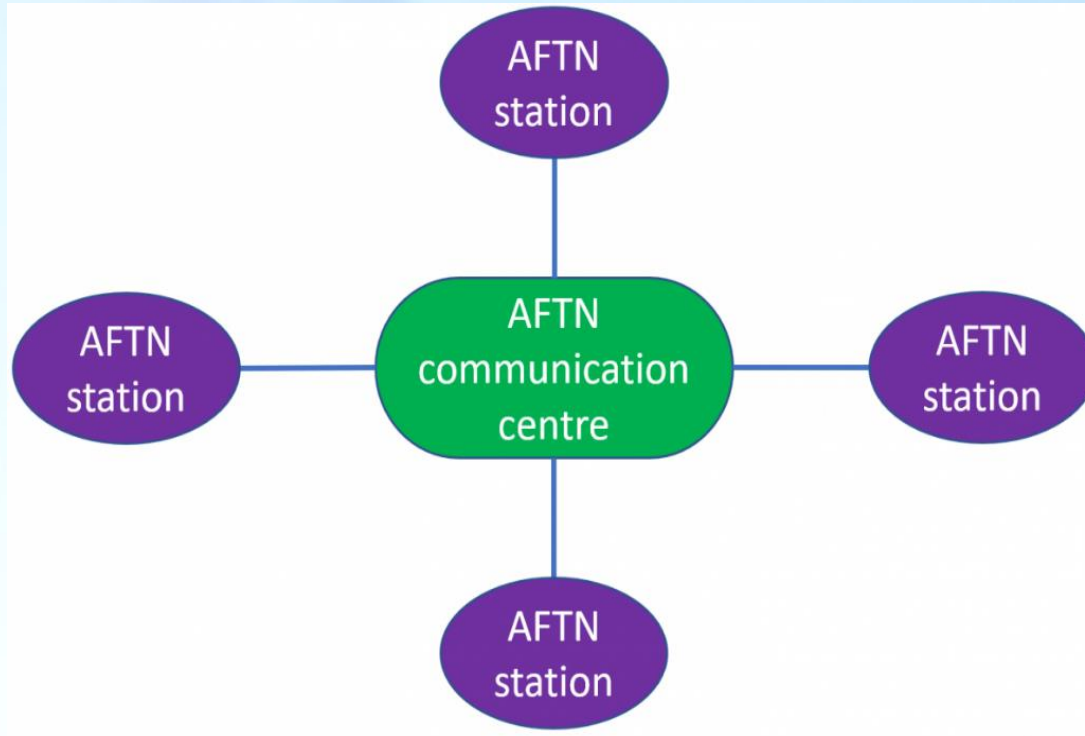 AFTN
station
AFTN
station
AFTN
communication
centre
AFTN
station
AFTN
station